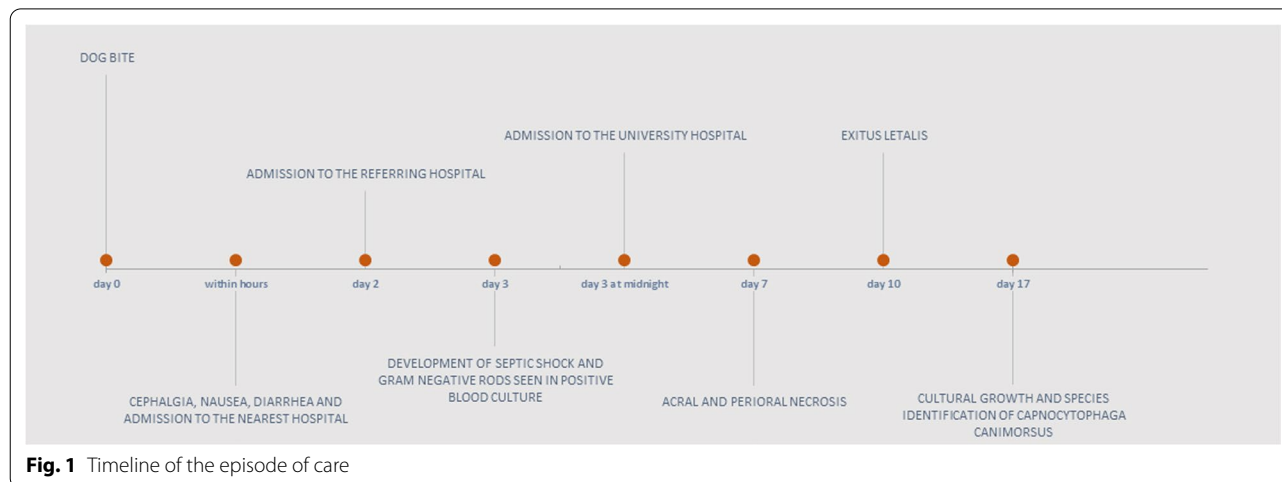 DOG BITE
ADMISSION TO THE UNIVERSITY HOSPITAL
EXITUS LETALIS
ADMISSION TO THE REFERRING HOSPITAL
day 0
within hours
day 2
day 3
day 3 at midnight
day 7
day 10
day 17
CEPHALGIA, NAUSEA, DIARRHEA AND
ADMISSION TO THE NEAREST HOSPITAL
DEVELOPMENT OF SEPTIC SHOCK AND
GRAM NEGATIVE RODS SEEN IN POSITIVE
BLOOD CULTURE
ACRAL AND PERIORAL NECROSIS
CULTURAL GROWTH AND SPECIES
IDENTIFICATION OF CAPNOCYTOPHAGA
CANIMORSUS
Fig. 1 Timeline of the episode of care